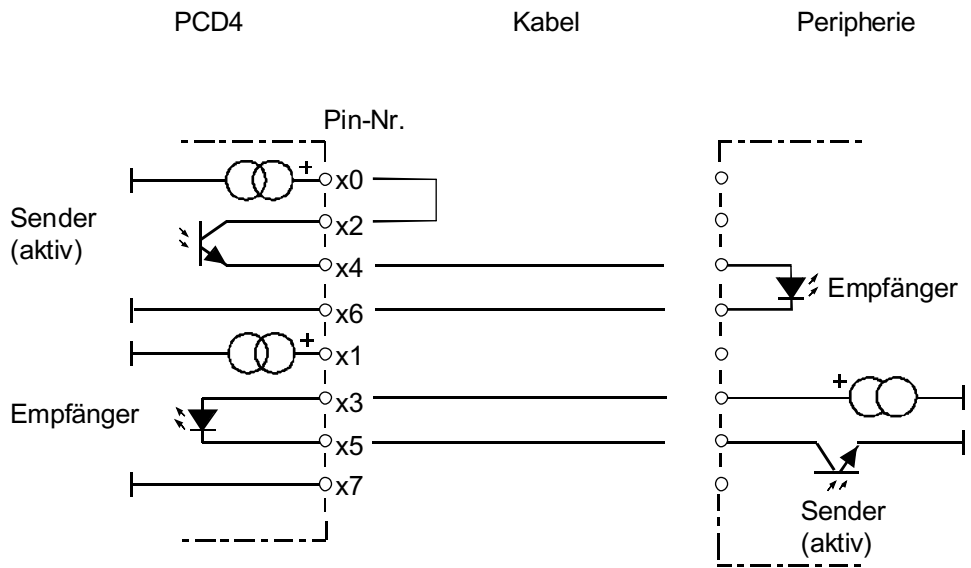 PCD4 Kabel Peripherie
Pin-Nr.
+ x0
Sender
(aktiv)
x2
x4
Empfänger
x6
+ x1
Empfänger
x3 +
x5
x7
Sender
(aktiv)